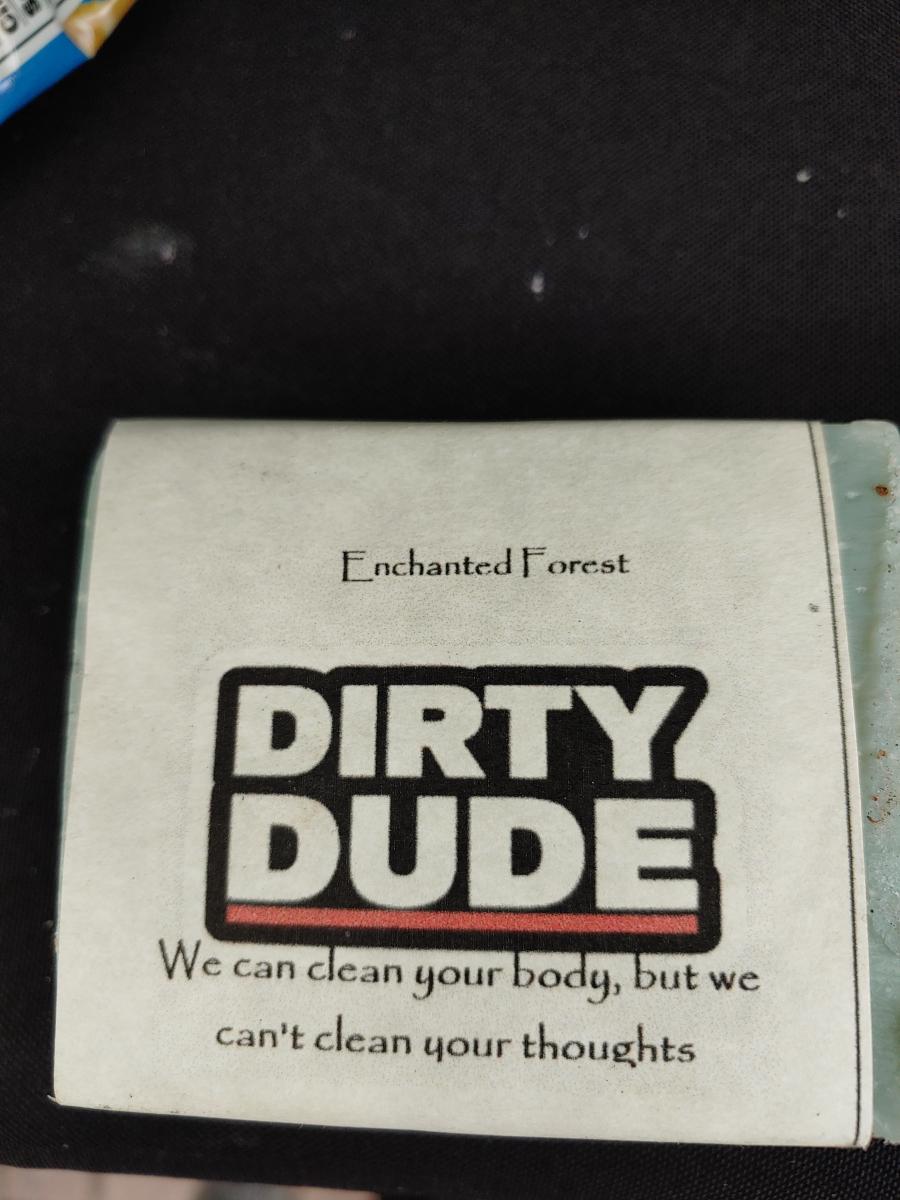 Enchanted Forest
DIRTY
DUDE
We can clean your body, but we
can't clean your thoughts